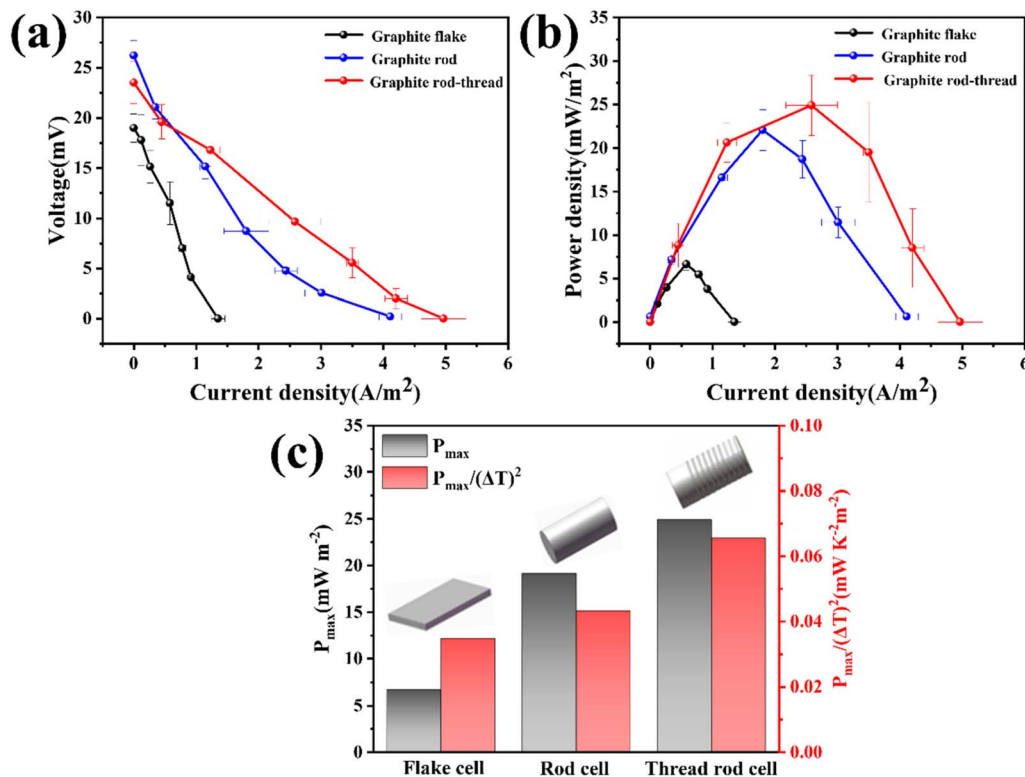 (a)
30
25
20
15
10
5
0
Voltage(mV)
Graphite flake
Graphite rod
Graphite rod-thread
0 1 2 3 4 5 6
Current density(A/m²)
(b)
35
30
25
20
15
10
5
0
Power density(mW/m²)
Graphite flake
Graphite rod
Graphite rod-thread
0 1 2 3 4 5 6
Current density(A/m²)
(c)
35
30
25
20
15
10
5
0
P_max(mW m⁻²)
P_max
P_max/(ΔT)²
0.10
0.08
0.06
0.04
0.02
0.00
P_max/(ΔT)²(mW K⁻²m⁻²)
Flake cell Rod cell Thread rod cell